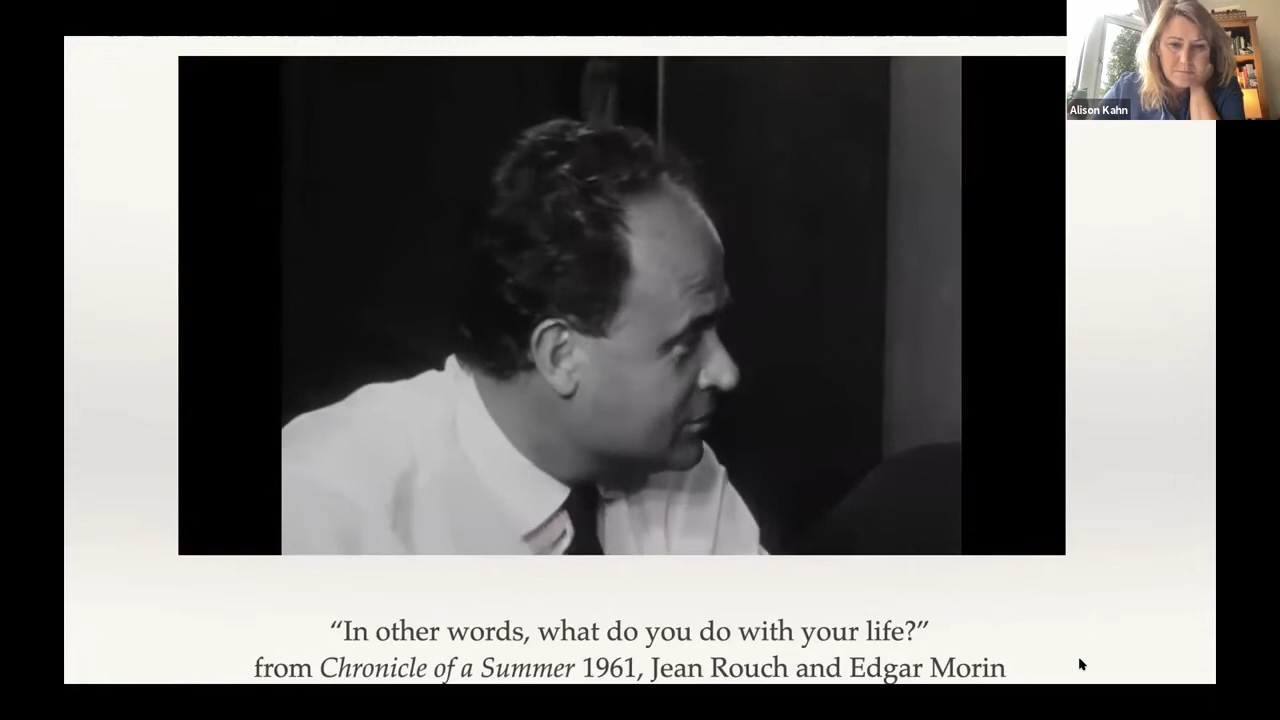 Alison Kahn
“In other words, what do you do with your life?”
from Chronicle of a Summer 1961, Jean Rouch and Edgar Morin